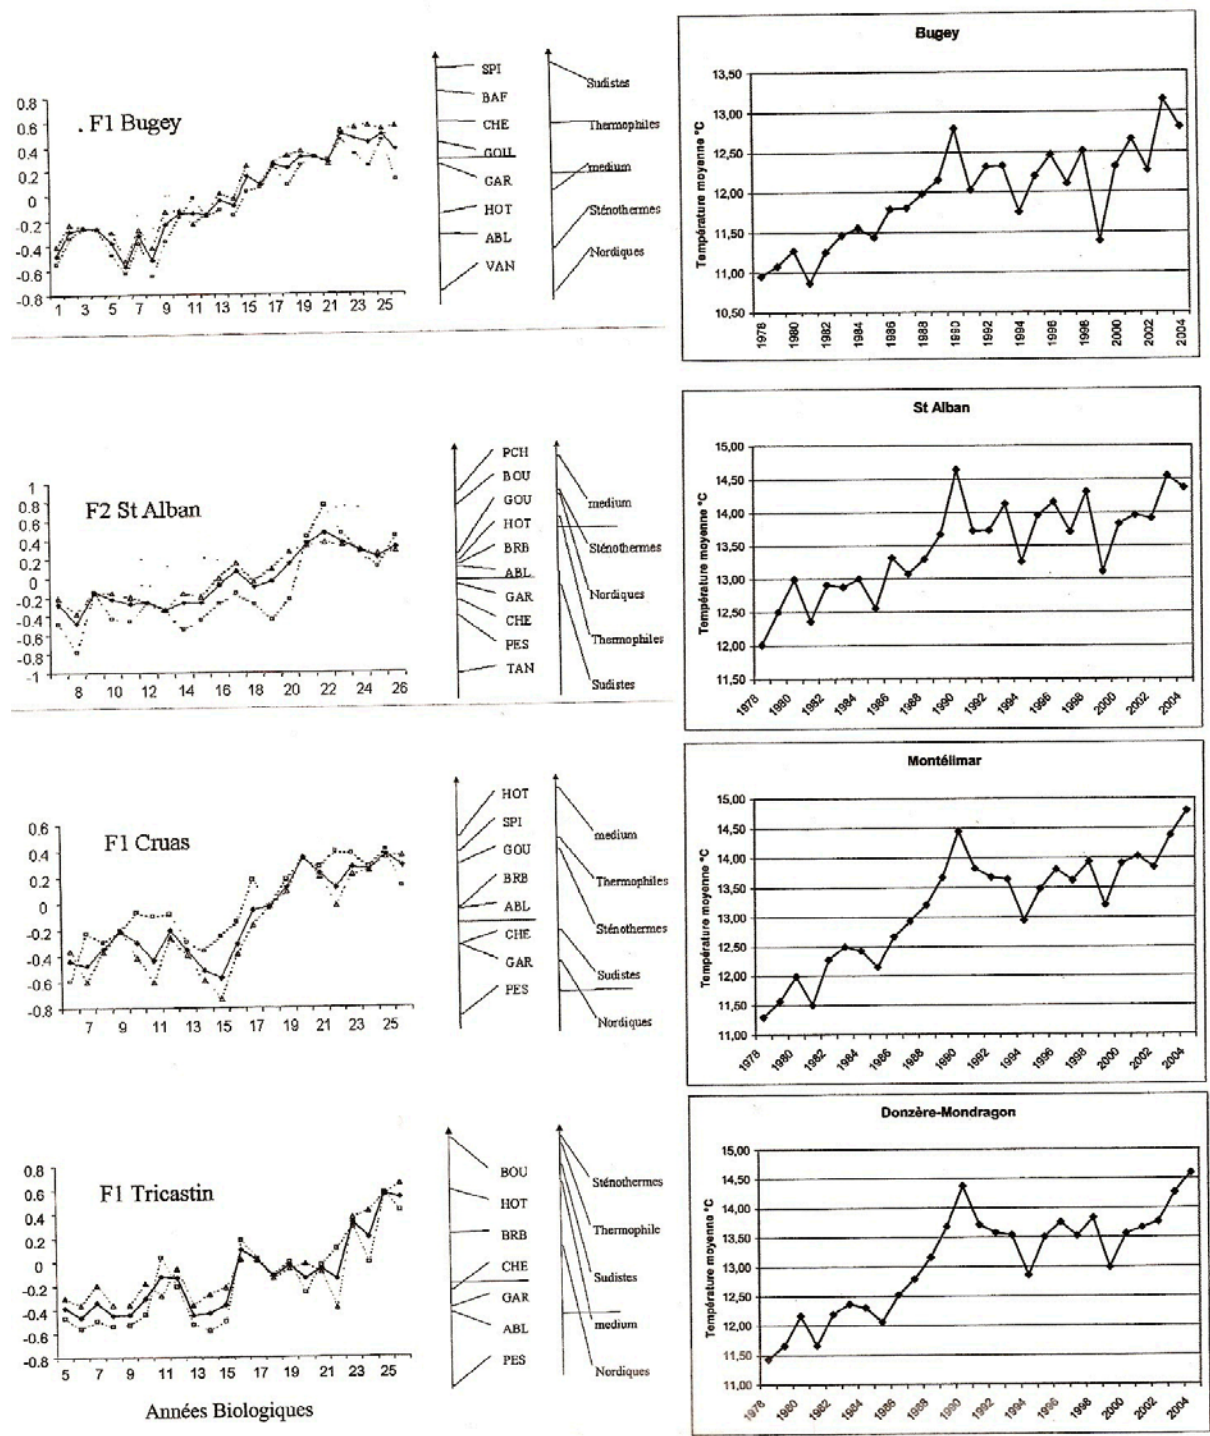 F1 Bugey
0.8
0.6
0.4
0.2
0
-0.2
-0.4
-0.6
-0.8
1 3 5 7 9 11 13 15 17 19 21 23 25
SPI
BAF
CHE
GOU
GAR
HOT
ABL
VAN
Sudistes
Thermophiles
medium
Sténothermes
Nordiques
Bugey
Température moyenne °C
13,50
13,00
12,50
12,00
11,50
11,00
10,50
1978 1980 1982 1984 1986 1988 1990 1992 1994 1996 1998 2000 2002 2004
F2 St Alban
1
0.8
0.6
0.4
0.2
0
-0.2
-0.4
-0.6
-0.8
-1
8 10 12 14 16 18 20 22 24 26
PCH
BOU
GOU
HOT
BRB
ABL
GAR
CHE
PES
TAN
medium
Sténothermes
Nordiques
Thermophiles
Sudistes
St Alban
Température moyenne °C
15,00
14,50
14,00
13,50
13,00
12,50
12,00
11,50
1978 1980 1982 1984 1986 1988 1990 1992 1994 1996 1998 2000 2002 2004
F1 Cruas
0.6
0.4
0.2
0
-0.2
-0.4
-0.6
-0.8
7 9 11 13 15 17 19 21 23 25
HOT
SPI
GOU
BRB
ABL
CHE
GAR
PES
medium
Thermophiles
Sténothermes
Sudistes
Nordiques
Montélimar
Température moyenne °C
15,00
14,50
14,00
13,50
13,00
12,50
12,00
11,50
11,00
1978 1980 1982 1984 1986 1988 1990 1992 1994 1996 1998 2000 2002 2004
F1 Tricastin
0.8
0.6
0.4
0.2
0
-0.2
-0.4
-0.6
-0.8
5 7 9 11 13 15 17 19 21 23 25
Années Biologiques
BOU
HOT
BRB
CHE
GAR
ABL
PES
Sténothermes
Thermophile
Sudistes
medium
Nordiques
Donzère-Mondragon
Température moyenne °C
15,00
14,50
14,00
13,50
13,00
12,50
12,00
11,50
11,00
1978 1980 1982 1984 1986 1988 1990 1992 1994 1996 1998 2000 2002 2004